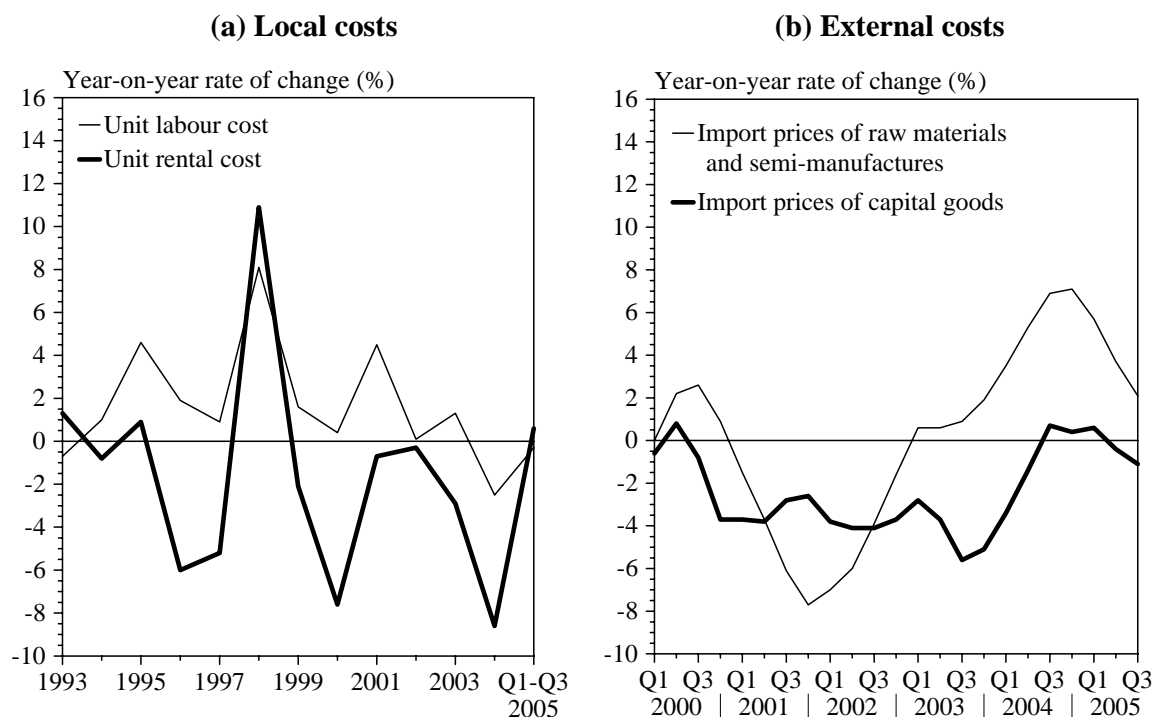 (a) Local costs
Year-on-year rate of change (%)
16
14
12
10
8
6
4
2
0
-2
-4
-6
-8
-10
Unit labour cost
Unit rental cost
1993 1995 1997 1999 2001 2003 Q1-Q3
2005
(b) External costs
Year-on-year rate of change (%)
16
14
12
10
8
6
4
2
0
-2
-4
-6
-8
-10
Import prices of raw materials
and semi-manufactures
Import prices of capital goods
Q1 Q3 Q1 Q3 Q1 Q3 Q1 Q3 Q1 Q3 Q1 Q3
2000 | 2001 | 2002 | 2003 | 2004 | 2005